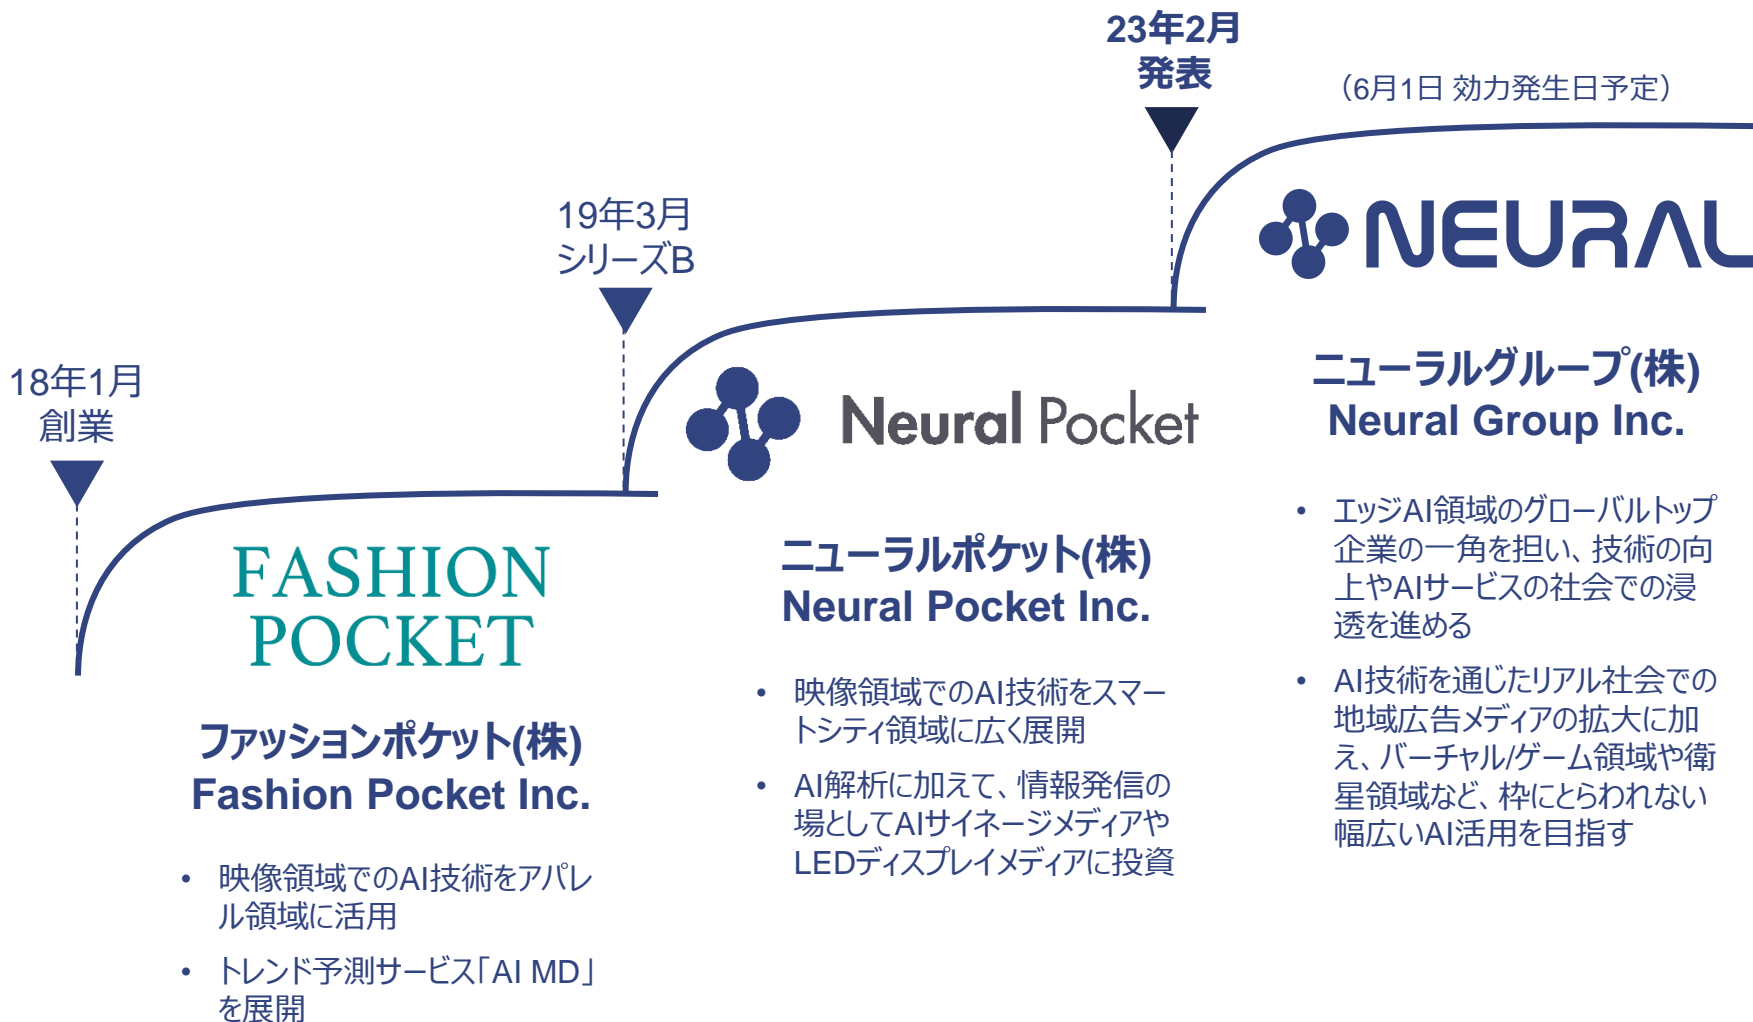 18年1月
創業
FASHION
POCKET
ファッションポケット(株)
Fashion Pocket Inc.
• 映像領域でのAI技術をアパレ
ル領域に活用
• トレンド予測サービス「AI MD」
を展開
19年3月
シリーズB
Neural Pocket
ニューラルポケット(株)
Neural Pocket Inc.
• 映像領域でのAI技術をスマー
トシティ領域に広く展開
• AI解析に加えて、情報発信の
場としてAIサイネージメディアや
LEDディスプレイメディアに投資
23年2月
発表
（6月1日 効力発生日予定）
NEURAL
ニューラルグループ(株)
Neural Group Inc.
• エッジAI領域のグローバルトップ
企業の一角を担い、技術の向
上やAIサービスの社会での浸
透を進める
• AI技術を通じたリアル社会での
地域広告メディアの拡大に加
え、バーチャル/ゲーム領域や衛
星領域など、枠にとらわれない
幅広いAI活用を目指す